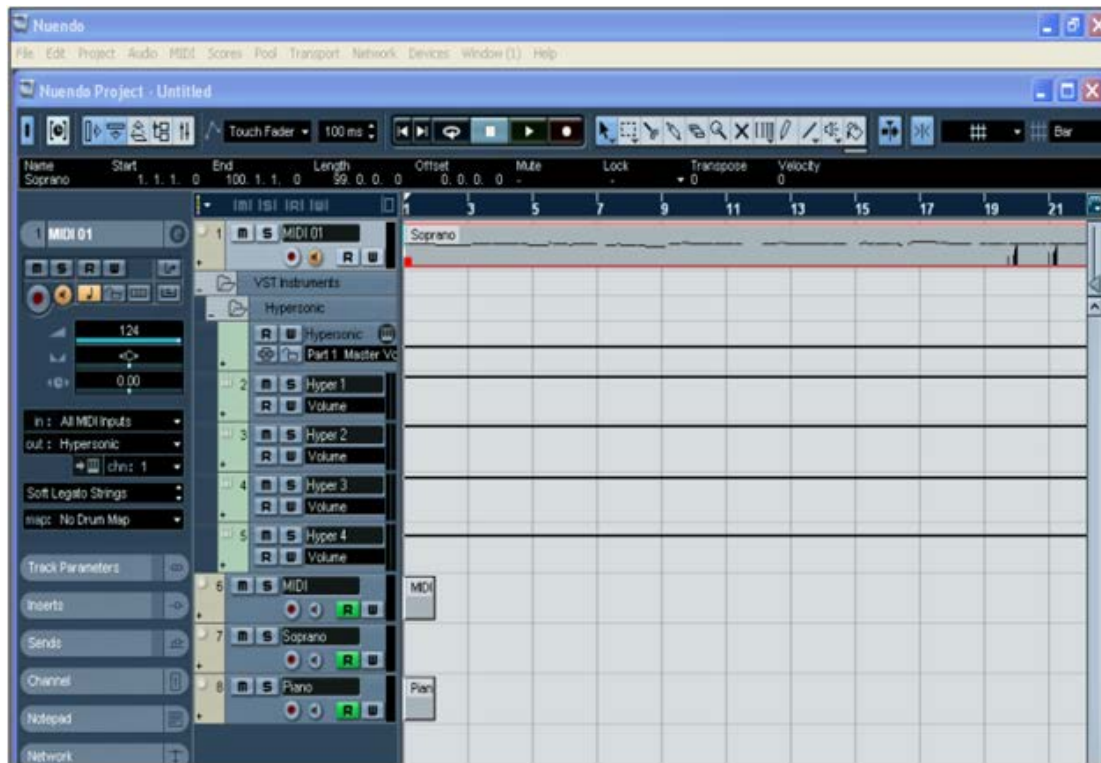 Nuendo
File Edit Project Audio MIDI Scores Pool Transport Network Devices Window (1) Help
Nuendo Project - Untitled
Touch Fader 100 ms Bar
Name Start End Length Offset Mute Lock Transpose Velocity
Soprano 1. 1. 1. 0 100. 1. 1. 0 99. 0. 0. 0 0. 0. 0. 0 - - 0 0
1 3 5 7 9 11 13 15 17 19 21
1 MIDI 01
1 m S MIDI 01
R W
Soprano
m S R W
VST Instruments
Hypersonic
124
R W Hypersonic
Part 1 Master Vo
0.00
2 m S Hyper 1
R W Volume
in : All MIDI Inputs
out : Hypersonic
chn: 1
3 m S Hyper 2
R W Volume
Soft Legato Strings
map: No Drum Map
4 m S Hyper 3
R W Volume
5 m S Hyper 4
R W Volume
Track Parameters
6 m S MIDI
R W
MIDI
Inserts
Sends
7 m S Soprano
R W
Channel
8 m S Piano
R W
Pian
Notepad
Network